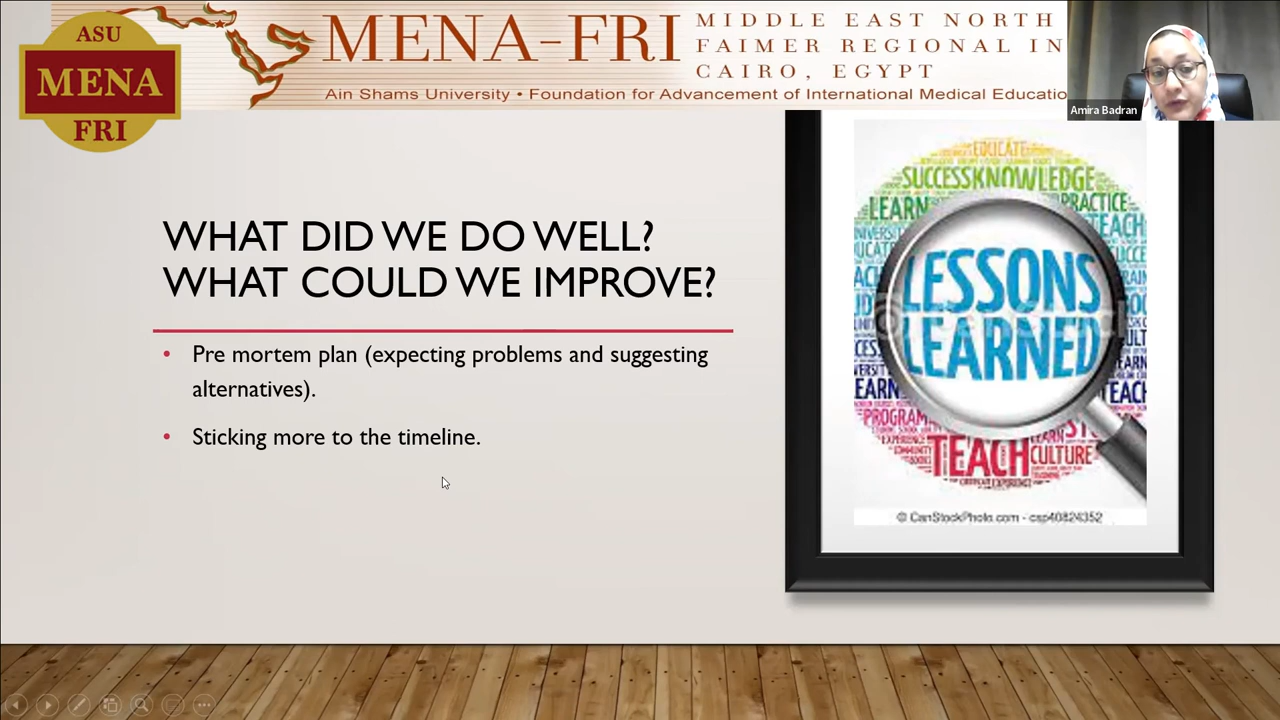 ASU
MENA
FRI
MENA-FRI
MIDDLE EAST NORTH
FAIMER REGIONAL IN
CAIRO, EGYPT
Ain Shams University • Foundation for Advancement of International Medical Educatio
Amira Badran
WHAT DID WE DO WELL?
WHAT COULD WE IMPROVE?
• Pre mortem plan (expecting problems and suggesting
alternatives).
• Sticking more to the timeline.
EDUCATE
SUCCESS KNOWLEDGE
LEARN PRACTICE
TEACH
LESSONS
LEARNED
PROGRAM
EXPERIENCE
COMMUNITY
TEACH CULTURE
© CanStockPhoto.com - csp40824352